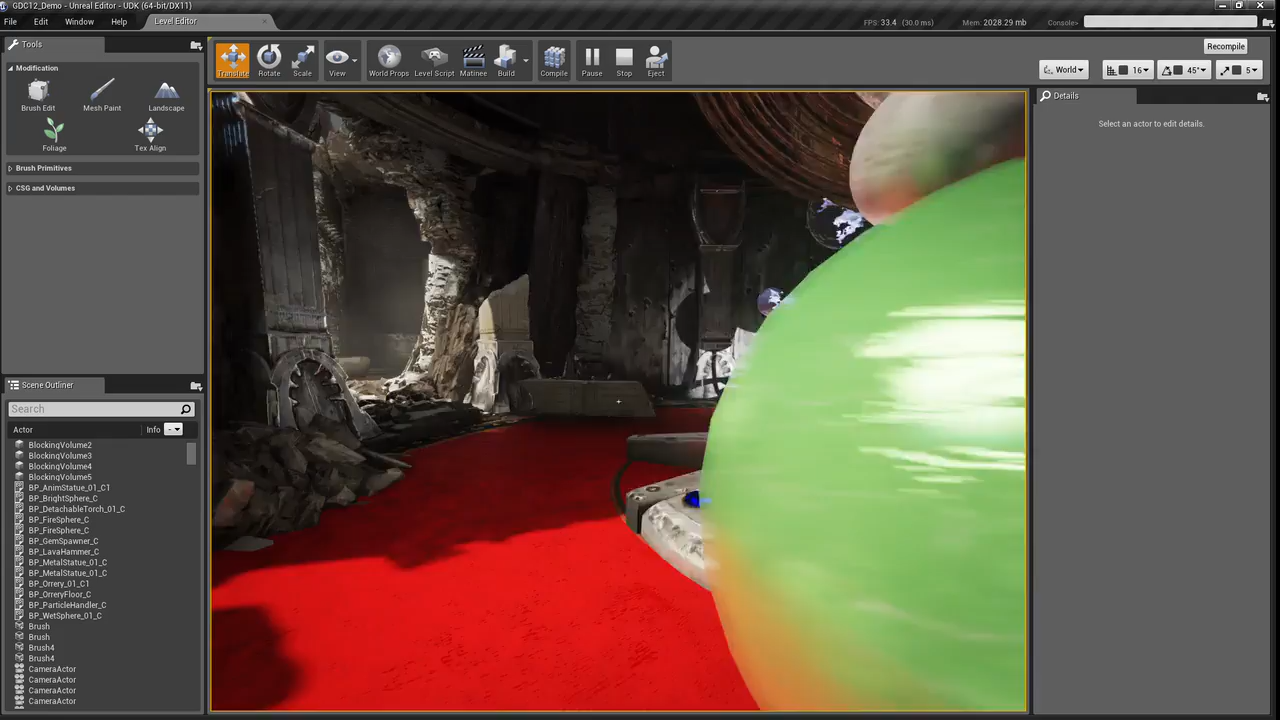 GDC12_Demo - Unreal Editor - UDK (64-bit/DX11)
File Edit Window Help
Level Editor
FPS: 33.4 (30.0 ms) Mem: 2028.29 mb Console>
Tools
Modification
Brush Edit
Mesh Paint
Landscape
Foliage
Tex Align
Brush Primitives
CSG and Volumes
Translate
Rotate
Scale
View
World Props
Level Script
Matinee
Build
Compile
Pause
Stop
Eject
Recompile
World
16
45°
5
Details
Select an actor to edit details.
Scene Outliner
Search
Actor Info -
BlockingVolume2
BlockingVolume3
BlockingVolume4
BlockingVolume5
BP_AnimStatue_01_C1
BP_BrightSphere_C
BP_DetachableTorch_01_C
BP_FireSphere_C
BP_FireSphere_C
BP_GemSpawner_C
BP_LavaHammer_C
BP_MetalStatue_01_C
BP_MetalStatue_01_C
BP_Orrery_01_C1
BP_OrreryFloor_C
BP_ParticleHandler_C
BP_WetSphere_01_C
Brush
Brush
Brush4
Brush4
CameraActor
CameraActor
CameraActor
CameraActor